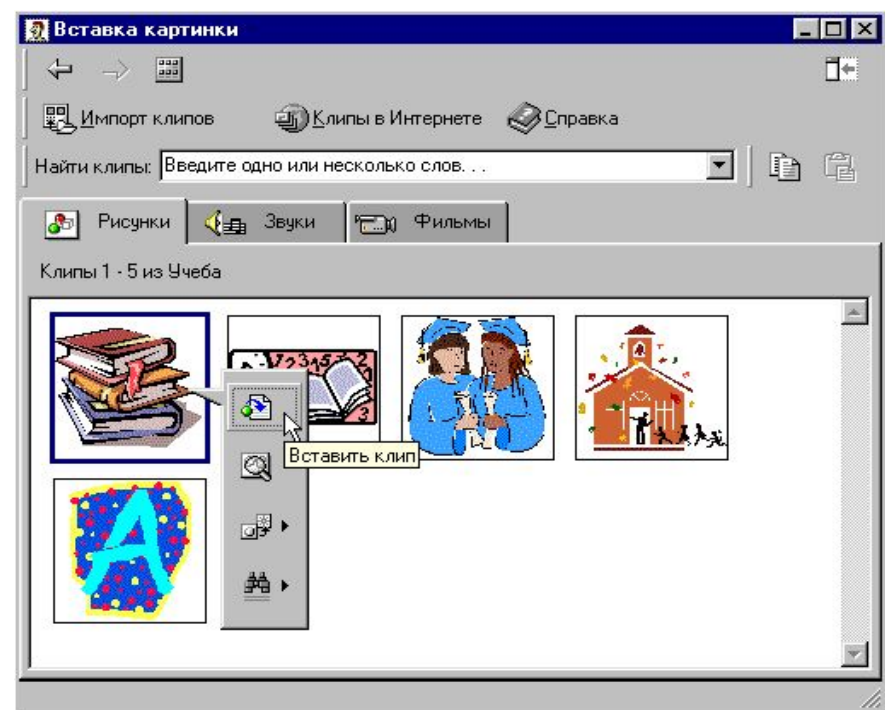 Вставка картинки
Импорт клипов Клипы в Интернете Справка
Найти клипы: Введите одно или несколько слов. . .
Рисунки Звуки Фильмы
Клипы 1 - 5 из Учеба
Вставить клип
A